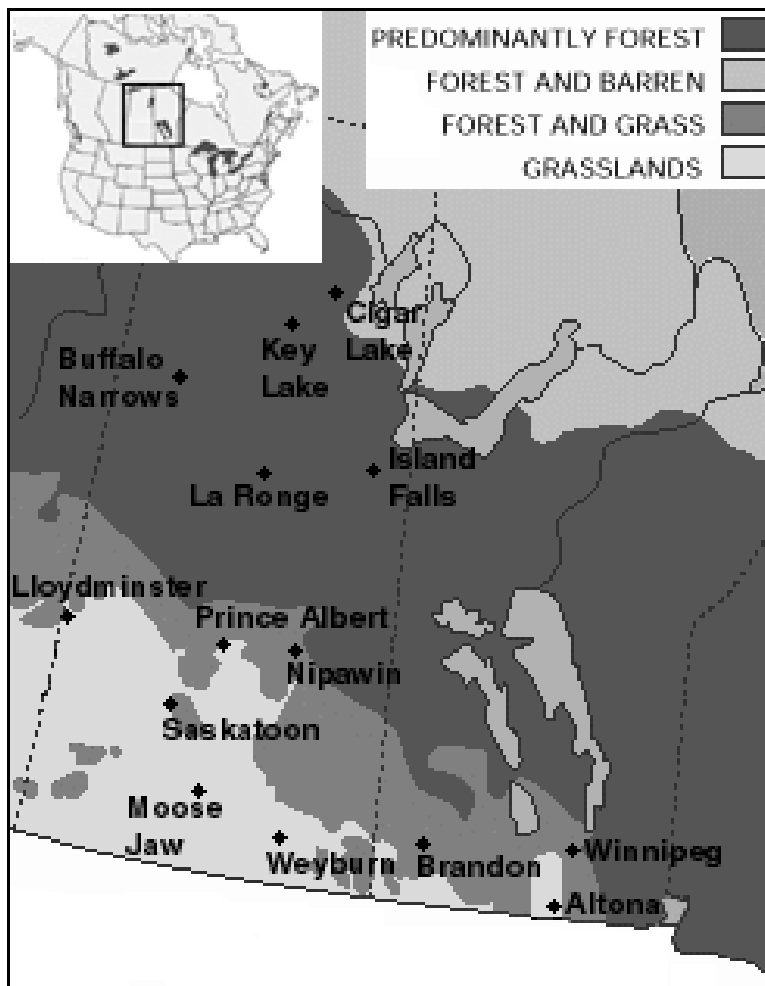 PREDOMINANTLY FOREST
FOREST AND BARREN
FOREST AND GRASS
GRASSLANDS
Cigar
Lake
Key
Lake
Buffalo
Narrows
Island
Falls
La Ronge
Lloydminster
Prince Albert
Nipawin
Saskatoon
Moose
Jaw
Weyburn
Brandon
Winnipeg
Altona